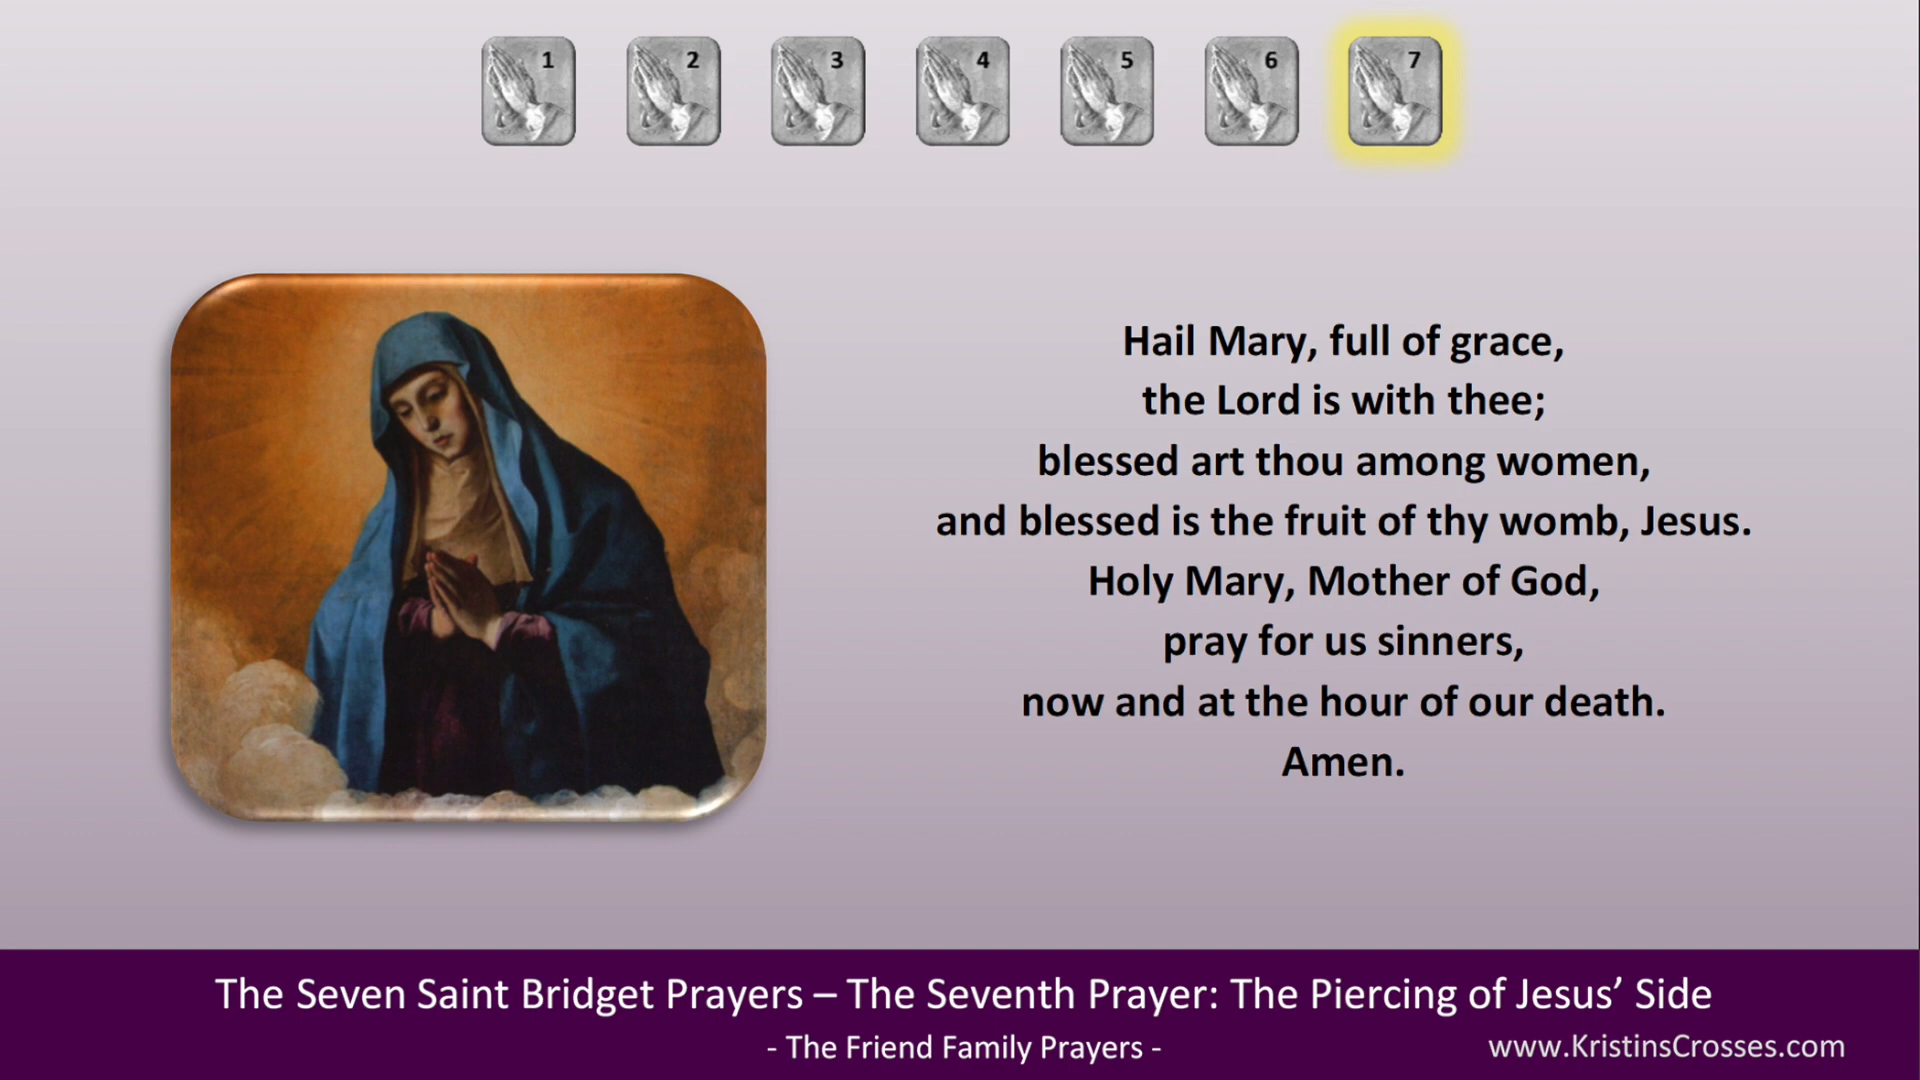 1 2 3 4 5 6 7
Hail Mary, full of grace,
the Lord is with thee;
blessed art thou among women,
and blessed is the fruit of thy womb, Jesus.
Holy Mary, Mother of God,
pray for us sinners,
now and at the hour of our death.
Amen.
The Seven Saint Bridget Prayers – The Seventh Prayer: The Piercing of Jesus’ Side
- The Friend Family Prayers -
www.KristinsCrosses.com